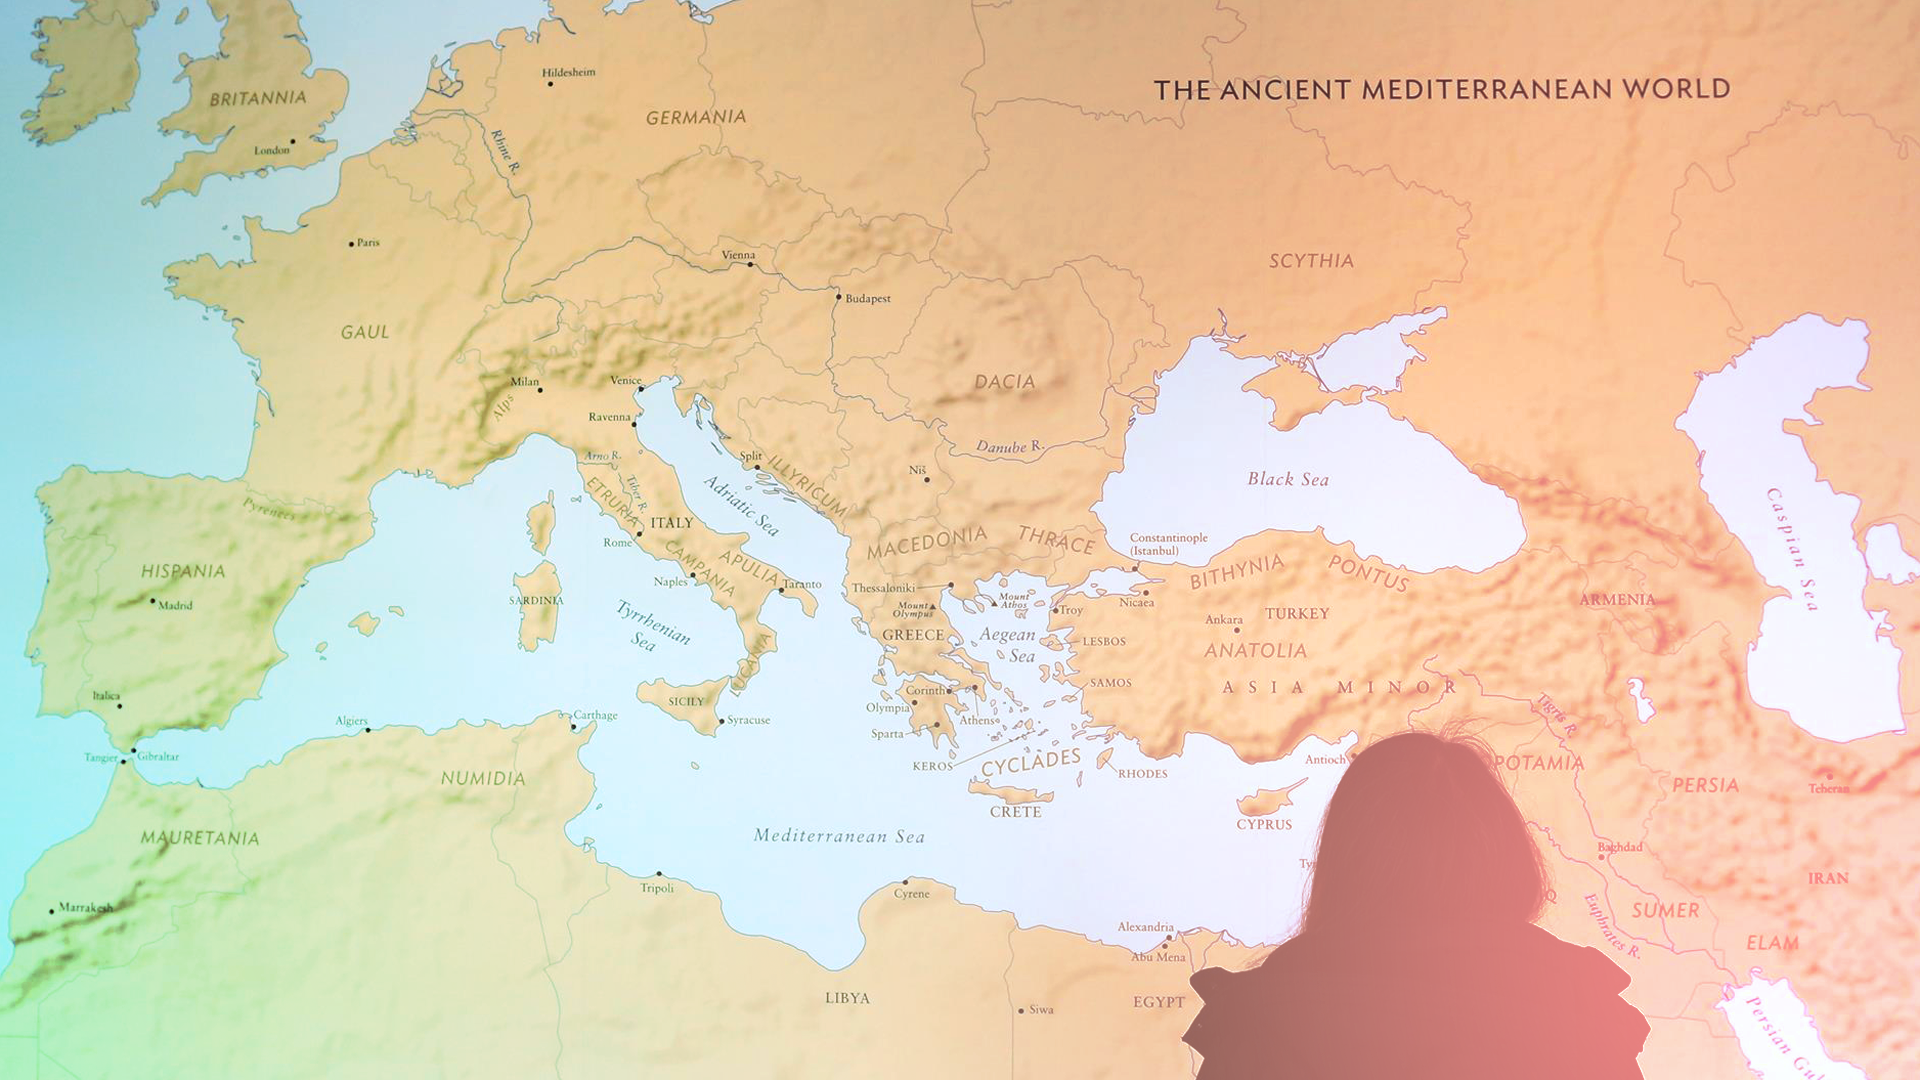 THE ANCIENT MEDITERRANEAN WORLD
Hildesheim
BRITANNIA
GERMANIA
London
Rhine R.
Paris
Vienna
SCYTHIA
Budapest
GAUL
Milan
Venice
DACIA
Alps
Ravenna
Danube R.
Arno R.
Split
Niš
Black Sea
Pyrenees
ETRURIA
Tiber R.
ILLYRICUM
Adriatic Sea
Caspian Sea
ITALY
Rome
MACEDONIA
THRACE
Constantinople
(Istanbul)
HISPANIA
CAMPANIA
APULIA
BITHYNIA
PONTUS
Naples
Taranto
Thessaloniki
Madrid
SARDINIA
Mount
Olympus
Mount
Athos
Troy
Nicaea
ARMENIA
Tyrrhenian
Sea
Ankara
TURKEY
GREECE
Aegean
Sea
LESBOS
ANATOLIA
LUCANIA
SAMOS
ASIA MINOR
Italica
SICILY
Corinth
Olympia
Carthage
Algiers
Syracuse
Athens
Sparta
Tigris R.
Tangier
Gibraltar
KEROS
CYCLADES
RHODES
Antioch
POTAMIA
NUMIDIA
PERSIA
Teheran
CRETE
CYPRUS
MAURETANIA
Mediterranean Sea
Baghdad
Ty
Tripoli
Cyrene
IRAN
Q
Marrakesh
SUMER
Euphrates R.
Alexandria
Abu Mena
ELAM
LIBYA
Siwa
EGYPT
Persian Gu